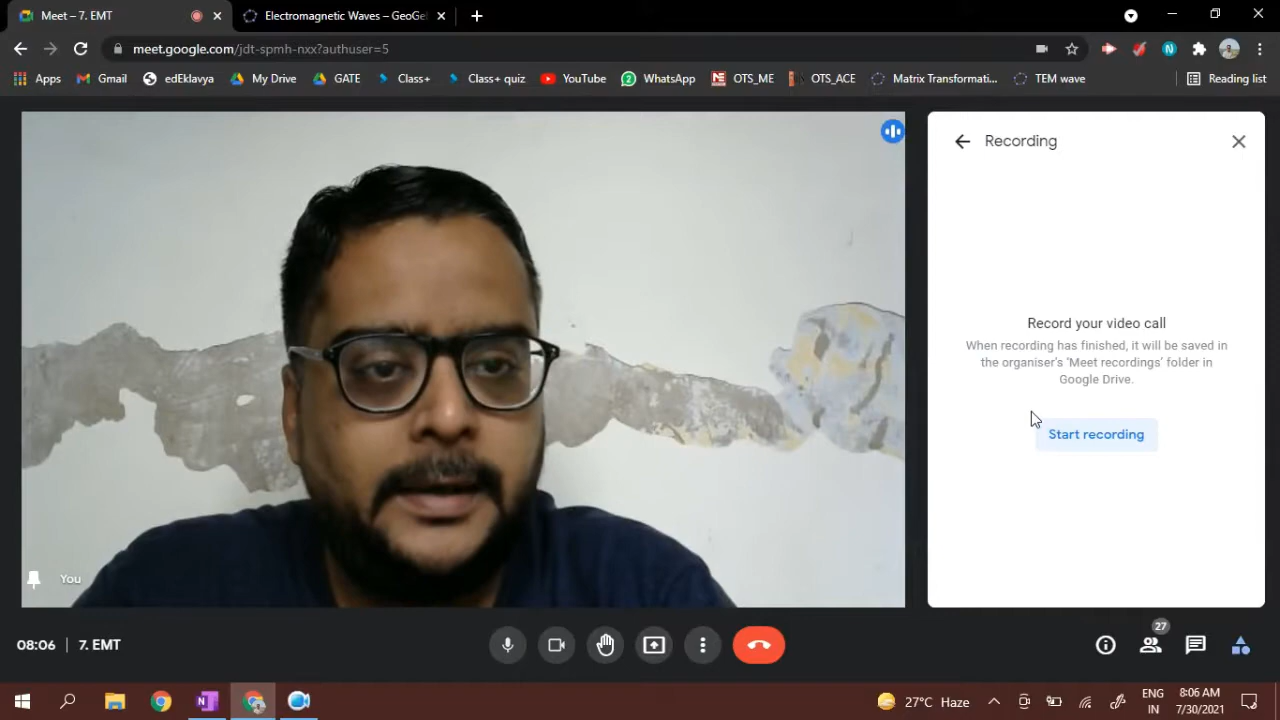 Meet – 7. EMT
Electromagnetic Waves – GeoGe
meet.google.com/jdt-spmh-nxx?authuser=5
Apps
Gmail
edEklavya
My Drive
GATE
Class+
Class+ quiz
YouTube
2
WhatsApp
OTS_ME
OTS_ACE
Matrix Transformati...
TEM wave
Reading list
Recording
Record your video call
When recording has finished, it will be saved in
the organiser's 'Meet recordings' folder in
Google Drive.
Start recording
You
08:06 | 7. EMT
27
27°C Haze
ENG
IN
8:06 AM
7/30/2021